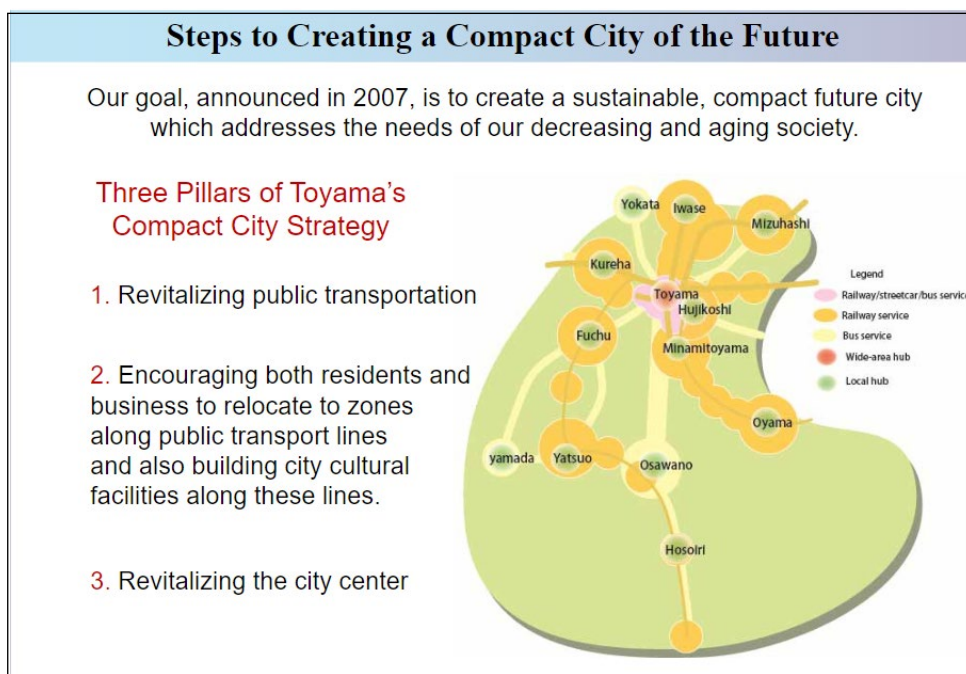 Steps to Creating a Compact City of the Future
Our goal, announced in 2007, is to create a sustainable, compact future city
which addresses the needs of our decreasing and aging society.
Three Pillars of Toyama's
Compact City Strategy
1. Revitalizing public transportation
2. Encouraging both residents and
business to relocate to zones
along public transport lines
and also building city cultural
facilities along these lines.
3. Revitalizing the city center
Yokata
Iwase
Mizuhashi
Kureha
Toyama
Hujikoshi
Fuchu
Minamitoyama
Oyama
yamada
Yatsuo
Osawano
Hosoiri
Legend
Railway/streetcar/bus service
Railway service
Bus service
Wide-area hub
Local hub